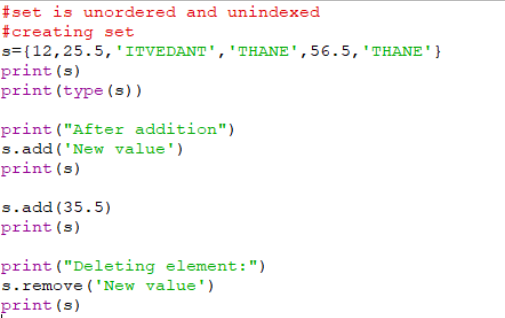 #set is unordered and unindexed
#creating set
s={12,25.5,'ITVEDANT','THANE',56.5,'THANE'}
print(s)
print(type(s))
print("After addition")
s.add('New value')
print(s)
s.add(35.5)
print(s)
print("Deleting element:")
s.remove('New value')
print(s)